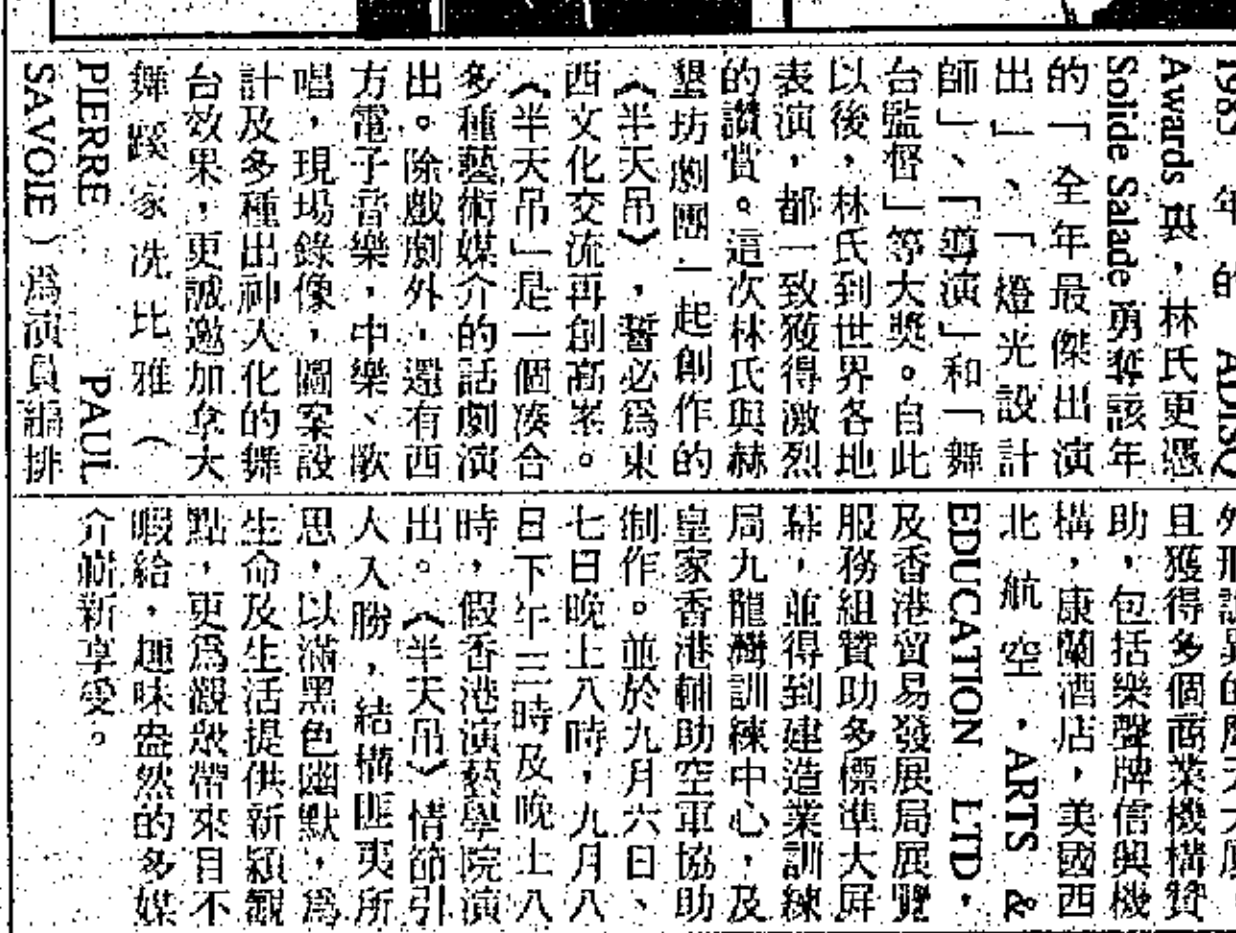 1985 年的 ADISQ
Awards 與，林氏更憑
Solide Salade 勇奪該年
的「全年最傑出演
出」、「燈光設計
師」、「導演」和「舞
台監督」等大獎。自此
以後，林氏到世界各地
表演，都一致獲得激烈
的讚賞。這次林氏與赫
墾坊劇團一起創作的
《半天吊》，誓必爲東
西文化交流再創高峯。
《半天吊」是一個湊合
多種藝術媒介的話劇演
出。除戲劇外，還有西
方電子音樂，中樂、歌
唱，現場錄像，圖案設
計及多種出神入化的舞
台效果，更誠邀加拿大
舞蹊家冼比雅（
PIERRE PAUL
SAVOIE）爲演員編排
且獲得多個商業機構贊
助，包括樂聲牌信興機
構，康蘭酒店，美國西
北航空，ARTS &
EDUCATION LTD，
及香港貿易發展局展覽
服務組贊助多標準大屏
幕，並得到建造業訓練
局九龍灣訓練中心，及
皇家香港輔助空軍協助
制作。並於九月六日、
七日晚上八時，九月八
日下午三時及晚上八
時，假香港演藝學院演
出。《半天吊》情節引
人入勝，結構匪夷所
思，以滿黑色幽默，爲
生命及生活提供新穎觀
點，更爲觀眾帶來目不
暇給，趣味盎然的多媒
介嶄新享受。